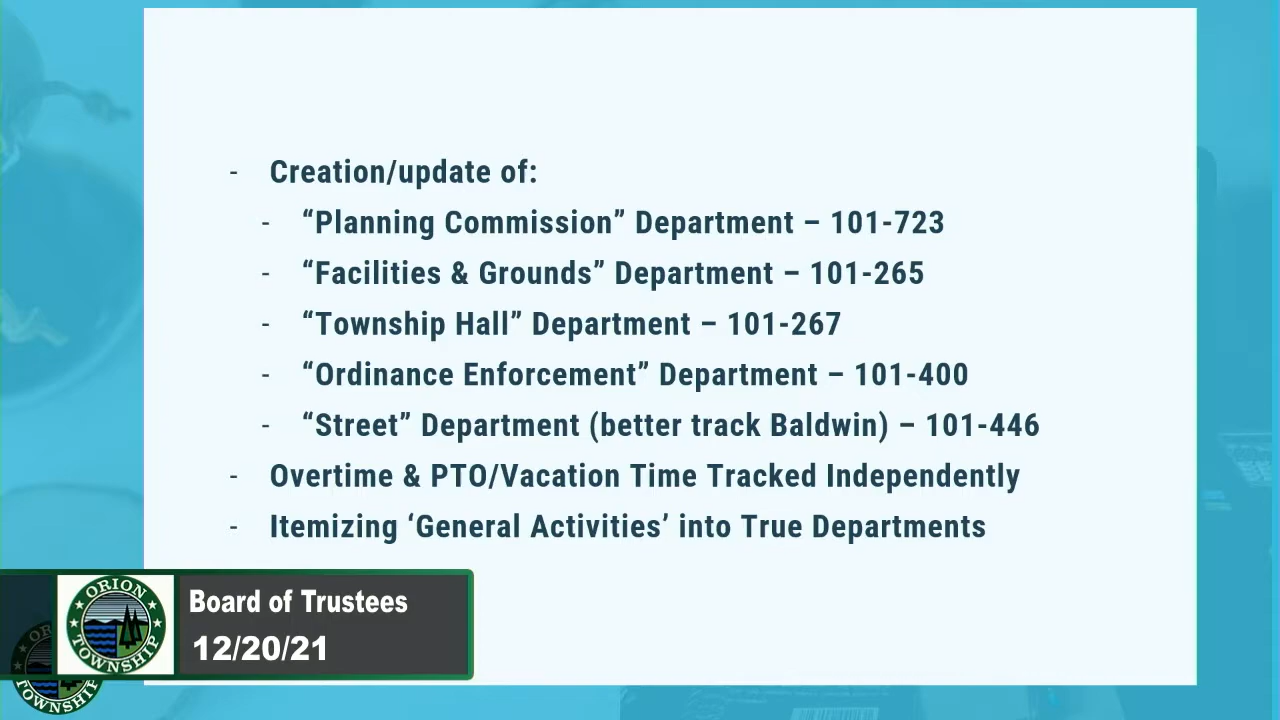 - Creation/update of:
- “Planning Commission” Department – 101-723
- “Facilities & Grounds” Department – 101-265
- “Township Hall” Department – 101-267
- “Ordinance Enforcement” Department – 101-400
- “Street” Department (better track Baldwin) – 101-446
- Overtime & PTO/Vacation Time Tracked Independently
- Itemizing ‘General Activities’ into True Departments
ORION
TOWNSHIP
Board of Trustees
12/20/21
OR
TOWNSHIP